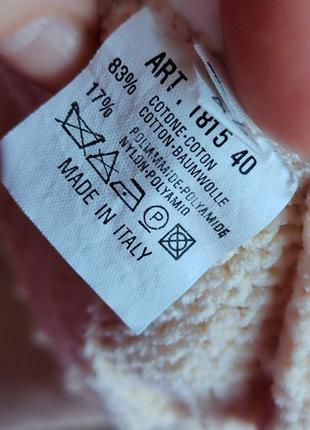 ART. 1815 40
83% COTONE-COTON
COTTON-BAUMWOLLE
17% POLIAMMIDE-POLYAMIDE
NYLON-POLYAMID
P
MADE IN ITALY